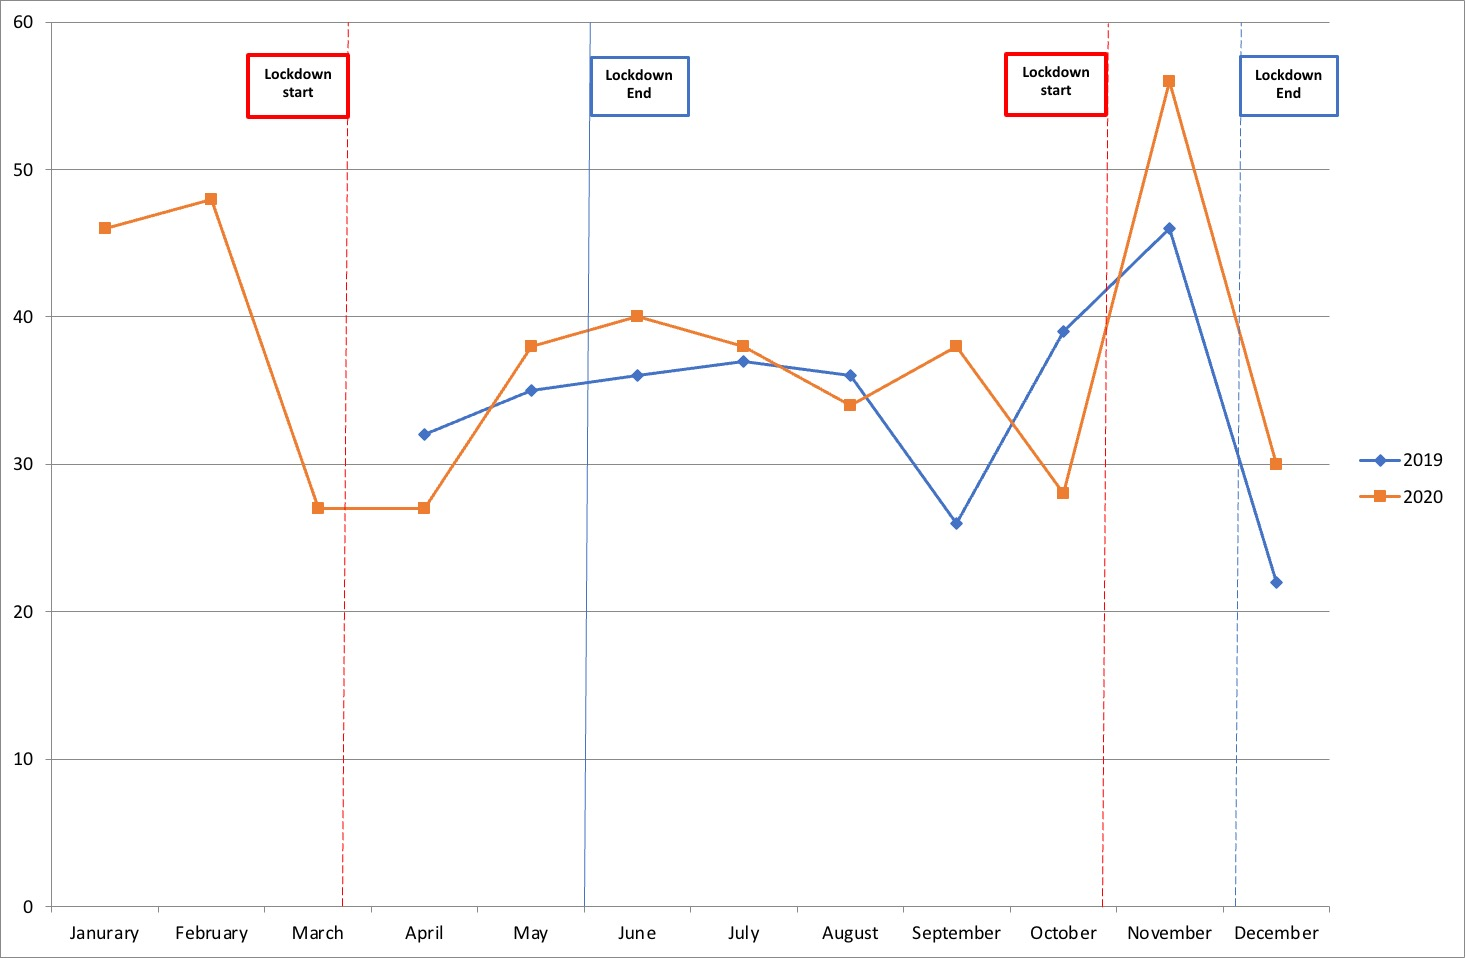 60
50
40
30
20
10
0
Lockdown
start
Lockdown
End
Lockdown
start
Lockdown
End
2019
2020
Janurary February March April May June July August September October November December